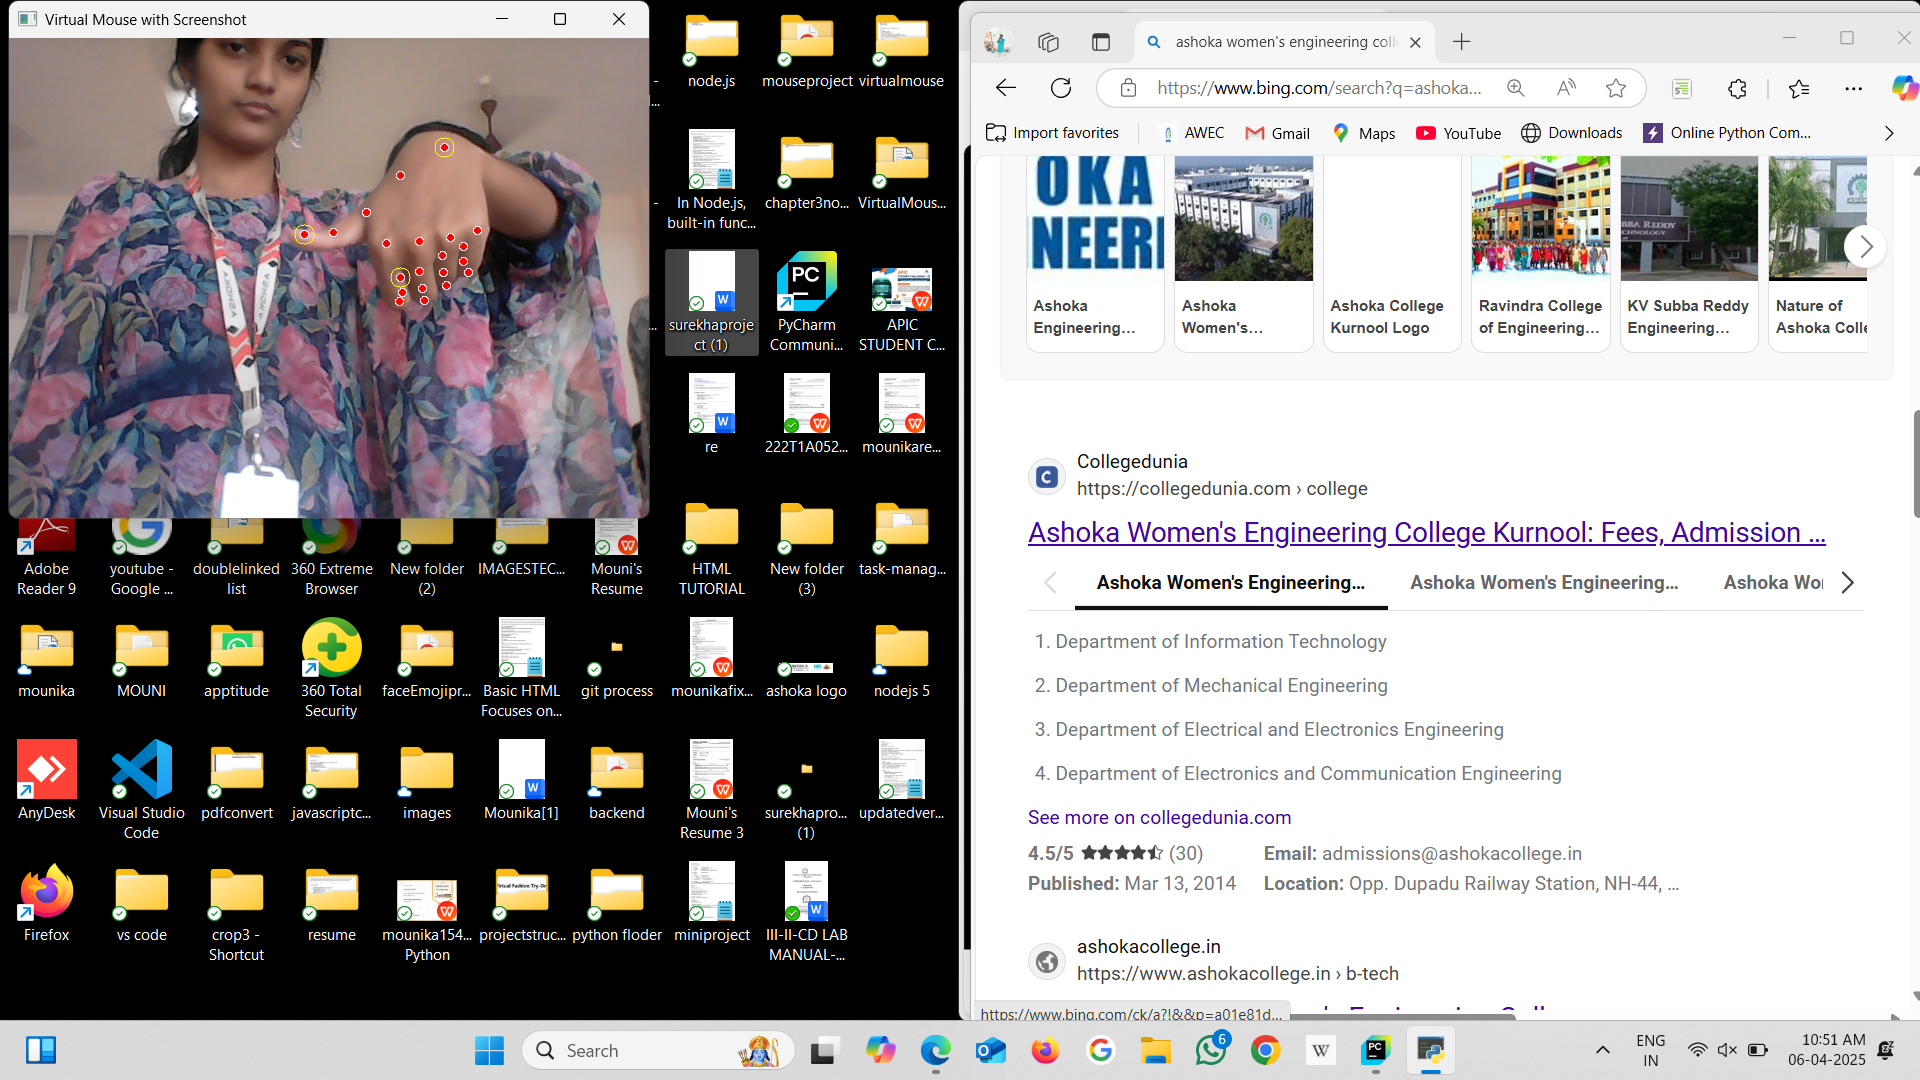 Virtual Mouse with Screenshot
node.js
mouseproject
virtualmouse
In Node.js,
built-in func...
chapter3no...
VirtualMous...
surekhaproje
ct (1)
PyCharm
Communi...
APIC
STUDENT C...
re
222T1A052...
mounikare...
Adobe
Reader 9
youtube -
Google ...
doublelinked
list
360 Extreme
Browser
New folder
(2)
IMAGESTEC...
Mouni's
Resume
HTML
TUTORIAL
New folder
(3)
task-manag...
mounika
MOUNI
apptitude
360 Total
Security
faceEmojipr...
Basic HTML
Focuses on...
git process
mounikafix...
ashoka logo
nodejs 5
AnyDesk
Visual Studio
Code
pdfconvert
javascriptc...
images
Mounika[1]
backend
Mouni's
Resume 3
surekhapro...
(1)
updatedver...
Firefox
vs code
crop3 -
Shortcut
resume
mounika154...
Python
projectstruc...
python floder
miniproject
III-II-CD LAB
MANUAL-...
ashoka women's engineering coll
https://www.bing.com/search?q=ashoka...
Import favorites
AWEC
Gmail
Maps
YouTube
Downloads
Online Python Com...
OKA
NEERI
Ashoka
Engineering...
Ashoka
Women's...
Ashoka College
Kurnool Logo
Ravindra College
of Engineering...
KV Subba Reddy
Engineering...
Nature of
Ashoka Colle
Collegedunia
https://collegedunia.com › college
Ashoka Women's Engineering College Kurnool: Fees, Admission ...
Ashoka Women's Engineering...
Ashoka Women's Engineering...
Ashoka Wo
1. Department of Information Technology
2. Department of Mechanical Engineering
3. Department of Electrical and Electronics Engineering
4. Department of Electronics and Communication Engineering
See more on collegedunia.com
4.5/5 ★★★★⯪ (30)
Email: admissions@ashokacollege.in
Published: Mar 13, 2014
Location: Opp. Dupadu Railway Station, NH-44, ...
ashokacollege.in
https://www.ashokacollege.in › b-tech
https://www.bing.com/ck/a?!&&p=a01e81d...
Search
6
ENG
IN
10:51 AM
06-04-2025